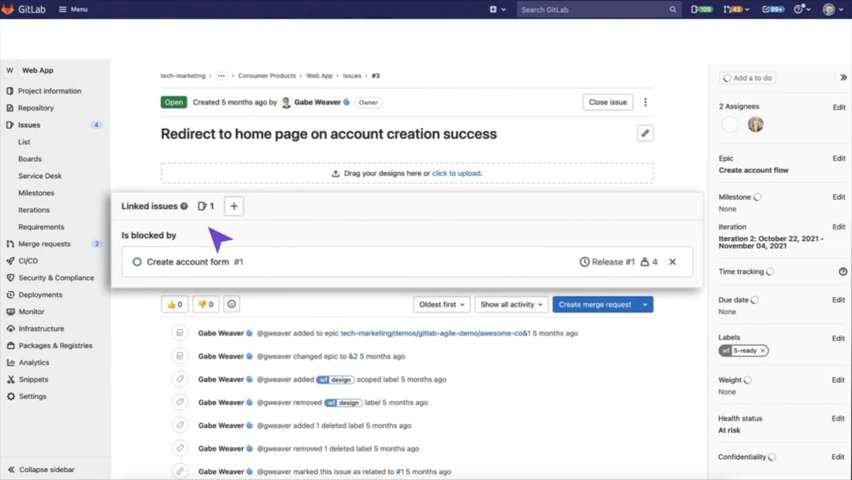 GitLab Menu Search GitLab 109 43 99+
W Web App
Project information
Repository
Issues 4
List
Boards
Service Desk
Milestones
Iterations
Requirements
Merge requests 2
CI/CD
Security & Compliance
Deployments
Monitor
Infrastructure
Packages & Registries
Analytics
Snippets
Settings
Collapse sidebar
tech-marketing > ... > Consumer Products > Web App > Issues > #3
Open Created 5 months ago by Gabe Weaver Owner Close issue
Redirect to home page on account creation success
Drag your designs here or click to upload.
Linked issues 1 +
Is blocked by
Create account form #1 Release #1 4
👍 0 👎 0 Oldest first Show all activity Create merge request
Gabe Weaver @gweaver added to epic tech-marketing/demos/gitlab-agile-demo/awesome-co&1 5 months ago
Gabe Weaver @gweaver changed epic to &2 5 months ago
Gabe Weaver @gweaver added wf design scoped label 5 months ago
Gabe Weaver @gweaver removed wf design label 5 months ago
Gabe Weaver @gweaver added 1 deleted label 5 months ago
Gabe Weaver @gweaver removed 1 deleted label 5 months ago
Gabe Weaver @gweaver marked this issue as related to #1 5 months ago
Add a to do
2 Assignees Edit
Epic Edit
Create account flow
Milestone Edit
None
Iteration Edit
Iteration 2: October 22, 2021 -
November 04, 2021
Time tracking
Due date Edit
None
Labels Edit
wf 5-ready
Weight Edit
None
Health status Edit
At risk
Confidentiality Edit